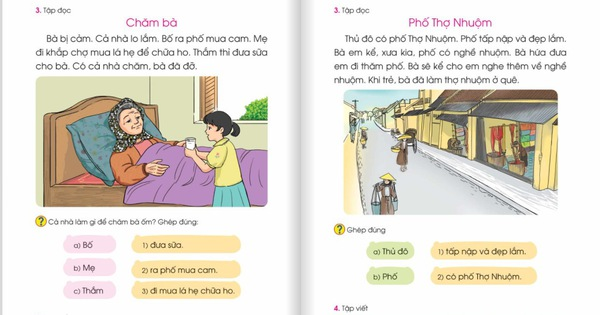 3. Tập đọc
Chăm bà
Bà bị cảm. Cả nhà lo lắm. Bố ra phố mua cam. Mẹ
đi khắp chợ mua lá hẹ để chữa ho. Thắm thì đưa sữa
cho bà. Có cả nhà chăm, bà đã đỡ.
Cả nhà làm gì để chăm bà ốm? Ghép đúng:
a) Bố
1) đưa sữa.
b) Mẹ
2) ra phố mua cam.
c) Thắm
3) đi mua lá hẹ chữa ho.
3. Tập đọc
Phố Thợ Nhuộm
Thủ đô có phố Thợ Nhuộm. Phố tấp nập và đẹp lắm.
Bà em kể, xưa kia, phố có nghề nhuộm. Bà hứa đưa
em đi thăm phố. Bà sẽ kể cho em nghe thêm về nghề
nhuộm. Khi trẻ, bà đã làm thợ nhuộm ở quê.
Ghép đúng
a) Thủ đô
1) tấp nập và đẹp lắm.
b) Phố
2) có phố Thợ Nhuộm.
4. Tập viết